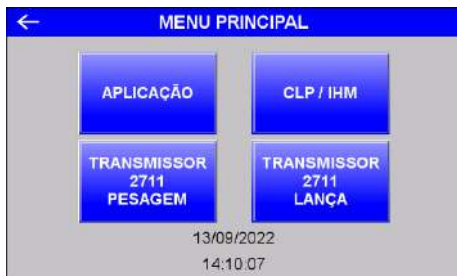 MENU PRINCIPAL
APLICAÇÃO
CLP / IHM
TRANSMISSOR
2711
PESAGEM
TRANSMISSOR
2711
LANÇA
13/09/2022
14:10:07